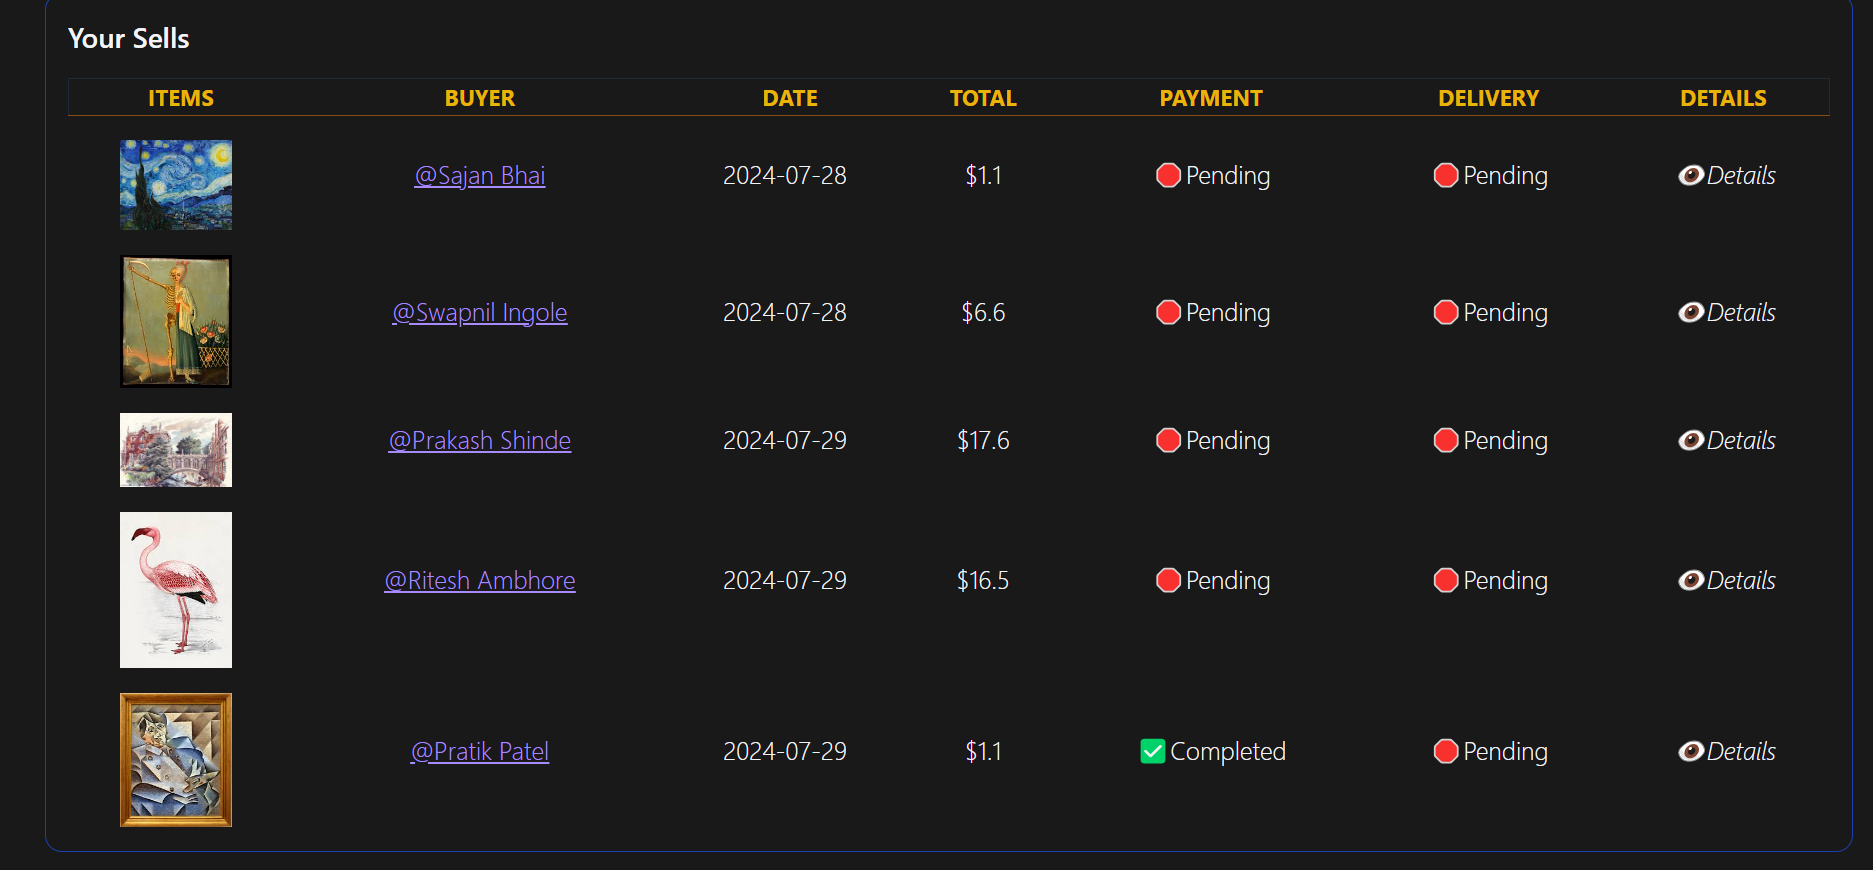 Your Sells
ITEMS BUYER DATE TOTAL PAYMENT DELIVERY DETAILS
@Sajan Bhai 2024-07-28 $1.1 Pending Pending Details
@Swapnil Ingole 2024-07-28 $6.6 Pending Pending Details
@Prakash Shinde 2024-07-29 $17.6 Pending Pending Details
@Ritesh Ambhore 2024-07-29 $16.5 Pending Pending Details
@Pratik Patel 2024-07-29 $1.1 Completed Pending Details